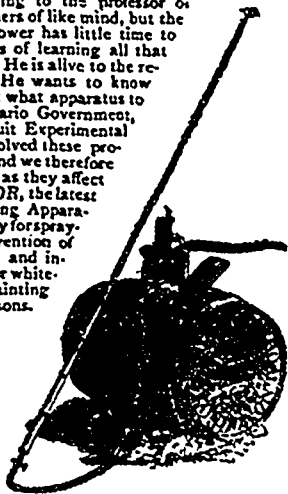 ing to the professor of
ners of like mind, but the
ower has little time to
s of learning all that
He is alive to the re-
He wants to know
what apparatus to
ario Government,
uit Experimental
olved these pro-
nd we therefore
as they affect
OR, the latest
ng Appara-
y for spray-
vention of
and in-
r white-
ainting
sons.